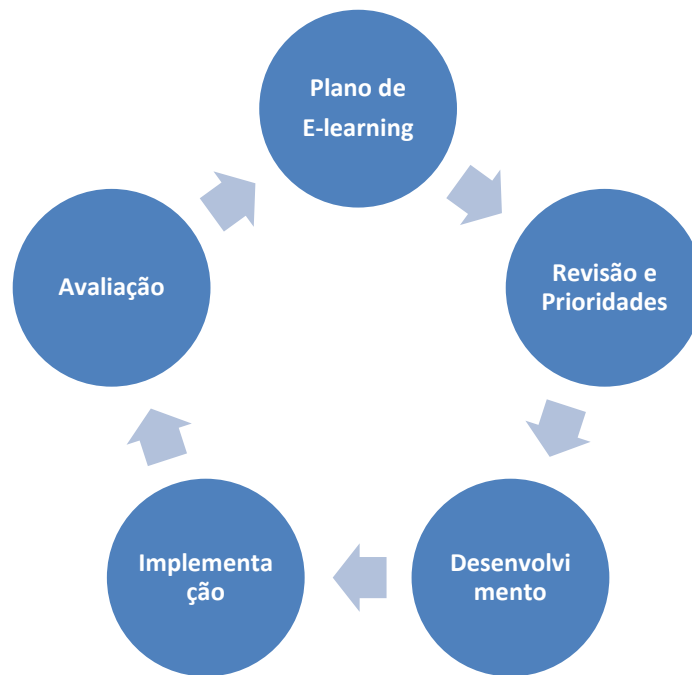 Plano de
E-learning
Revisão e
Prioridades
Desenvolvi
mento
Implementa
ção
Avaliação